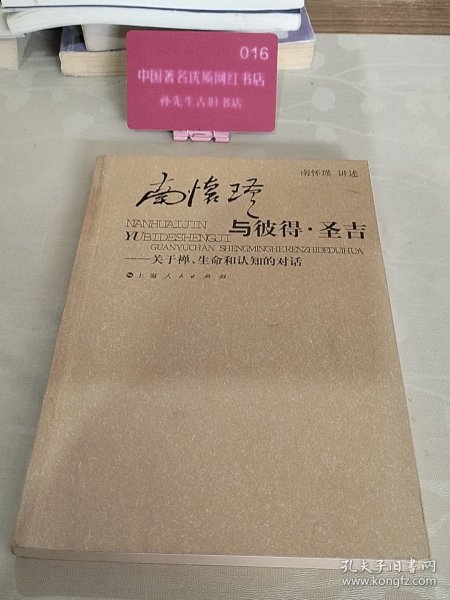 016
中国著名优质网红书店
孙先生古旧书店
南怀瑾 讲述
南怀瑾
NANHUAIJIN
与彼得·圣吉
YUBIDESHENGJI
GUANYUCHAN SHENGMINGHERENZHIDEDUIHUA
——关于禅、生命和认知的对话
上海人民出版社
孔夫子旧书网
www.kongfz.com